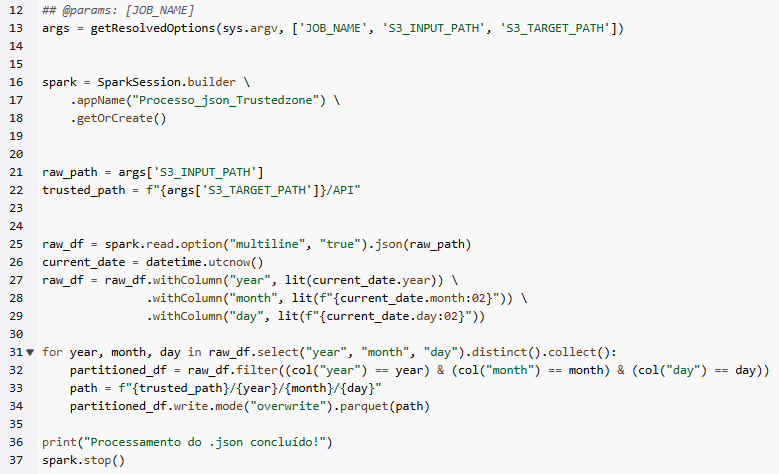 12 ## @params: [JOB_NAME]
13 args = getResolvedOptions(sys.argv, ['JOB_NAME', 'S3_INPUT_PATH', 'S3_TARGET_PATH'])
14
15
16 spark = SparkSession.builder \
17     .appName("Processo_json_Trustedzone") \
18     .getOrCreate()
19
20
21 raw_path = args['S3_INPUT_PATH']
22 trusted_path = f"{args['S3_TARGET_PATH']}/API"
23
24
25 raw_df = spark.read.option("multiline", "true").json(raw_path)
26 current_date = datetime.utcnow()
27 raw_df = raw_df.withColumn("year", lit(current_date.year)) \
28                .withColumn("month", lit(f"{current_date.month:02}")) \
29                .withColumn("day", lit(f"{current_date.day:02}"))
30
31 for year, month, day in raw_df.select("year", "month", "day").distinct().collect():
32     partitioned_df = raw_df.filter((col("year") == year) & (col("month") == month) & (col("day") == day))
33     path = f"{trusted_path}/{year}/{month}/{day}"
34     partitioned_df.write.mode("overwrite").parquet(path)
35
36 print("Processamento do .json concluído!")
37 spark.stop()